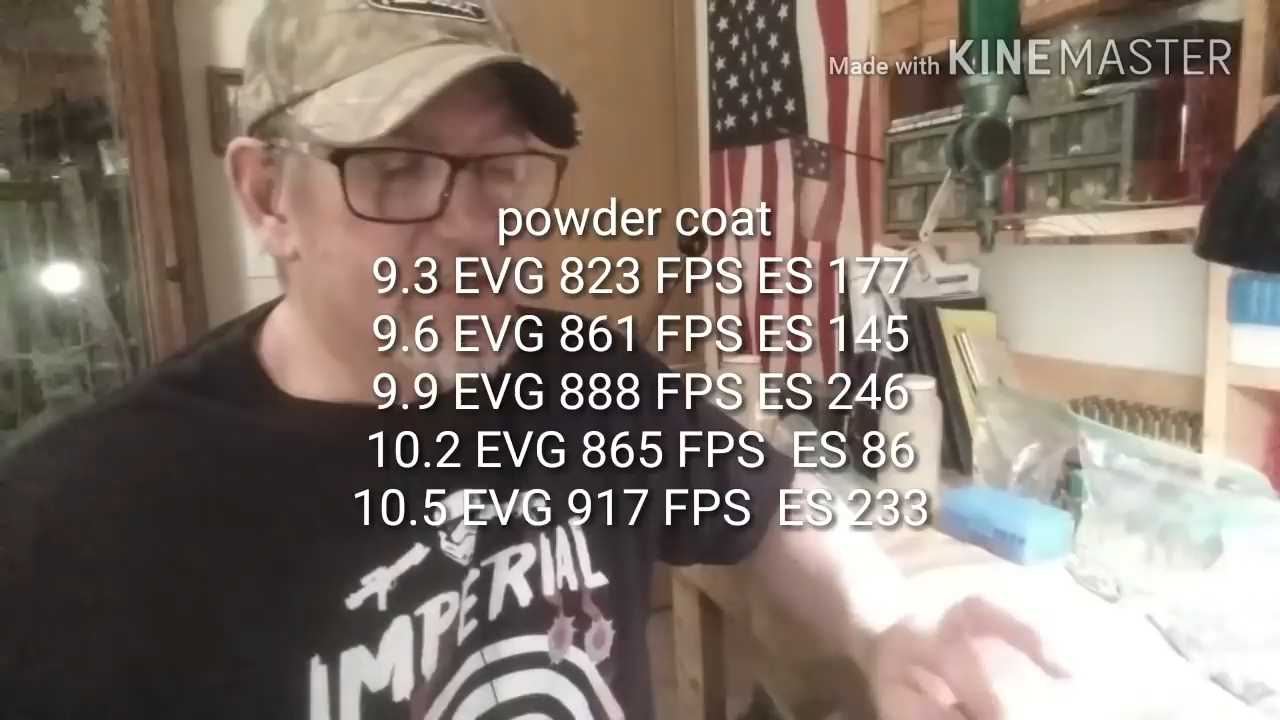 Made with KINEMASTER
powder coat
9.3 EVG 823 FPS ES 177
9.6 EVG 861 FPS ES 145
9.9 EVG 888 FPS ES 246
10.2 EVG 865 FPS ES 86
10.5 EVG 917 FPS ES 233
IMPERIAL